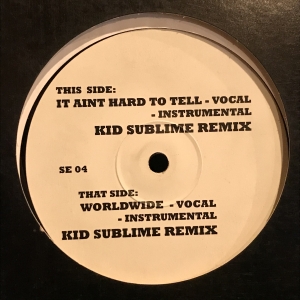 THIS SIDE:
IT AINT HARD TO TELL - VOCAL
- INSTRUMENTAL
KID SUBLIME REMIX
SE 04
THAT SIDE:
WORLDWIDE - VOCAL
- INSTRUMENTAL
KID SUBLIME REMIX